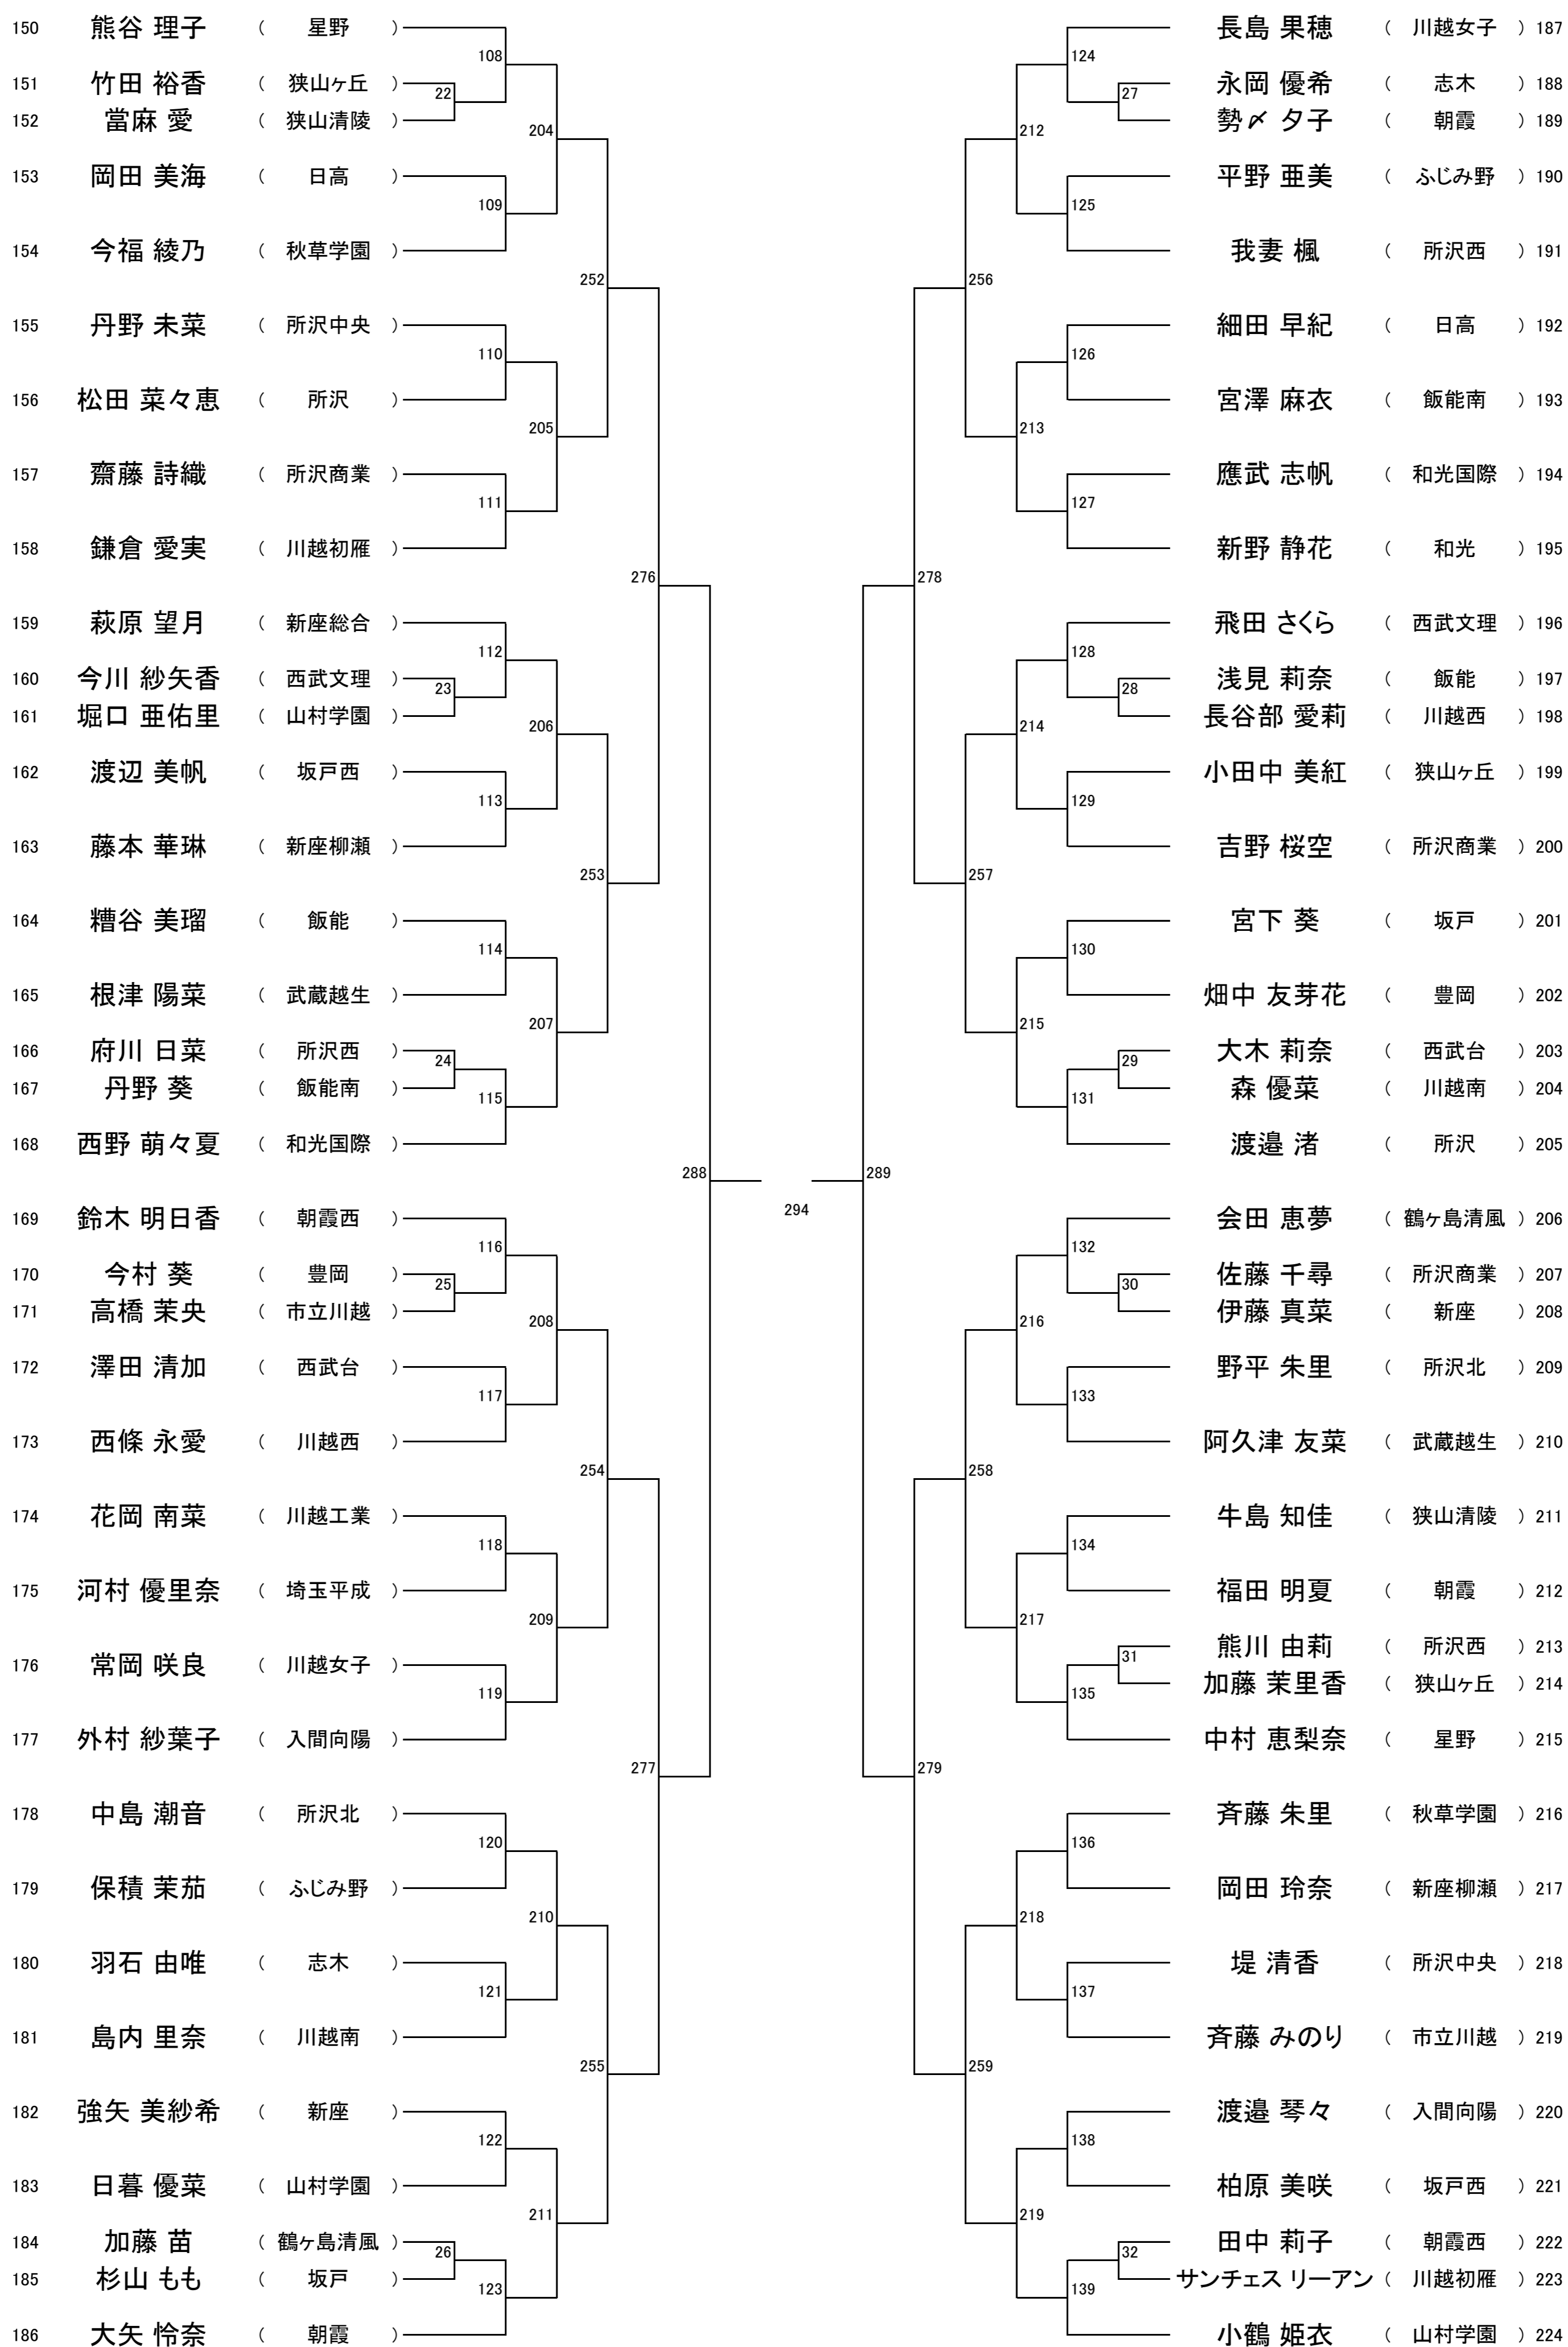 150 熊谷 理子 ( 星野 )
108
151 竹田 裕香 ( 狭山ヶ丘 )
22
152 當麻 愛 ( 狭山清陵 )
204
153 岡田 美海 ( 日高 )
109
154 今福 綾乃 ( 秋草学園 )
252
155 丹野 未菜 ( 所沢中央 )
110
156 松田 菜々恵 ( 所沢 )
205
157 齋藤 詩織 ( 所沢商業 )
111
158 鎌倉 愛実 ( 川越初雁 )
276
159 萩原 望月 ( 新座総合 )
112
160 今川 紗矢香 ( 西武文理 )
23
161 堀口 亜佑里 ( 山村学園 )
206
162 渡辺 美帆 ( 坂戸西 )
113
163 藤本 華琳 ( 新座柳瀬 )
253
164 糟谷 美瑠 ( 飯能 )
114
165 根津 陽菜 ( 武蔵越生 )
207
166 府川 日菜 ( 所沢西 )
24
167 丹野 葵 ( 飯能南 )
115
168 西野 萌々夏 ( 和光国際 )
288
169 鈴木 明日香 ( 朝霞西 )
116
170 今村 葵 ( 豊岡 )
25
171 高橋 茉央 ( 市立川越 )
208
172 澤田 清加 ( 西武台 )
117
173 西條 永愛 ( 川越西 )
254
174 花岡 南菜 ( 川越工業 )
118
175 河村 優里奈 ( 埼玉平成 )
209
176 常岡 咲良 ( 川越女子 )
119
177 外村 紗葉子 ( 入間向陽 )
277
178 中島 潮音 ( 所沢北 )
120
179 保積 茉茄 ( ふじみ野 )
210
180 羽石 由唯 ( 志木 )
121
181 島内 里奈 ( 川越南 )
255
182 強矢 美紗希 ( 新座 )
122
183 日暮 優菜 ( 山村学園 )
211
184 加藤 苗 ( 鶴ヶ島清風 )
26
185 杉山 もも ( 坂戸 )
123
186 大矢 怜奈 ( 朝霞 )
294
長島 果穂 ( 川越女子 ) 187
124
永岡 優希 ( 志木 ) 188
27
勢〆 夕子 ( 朝霞 ) 189
212
平野 亜美 ( ふじみ野 ) 190
125
我妻 楓 ( 所沢西 ) 191
256
細田 早紀 ( 日高 ) 192
126
宮澤 麻衣 ( 飯能南 ) 193
213
應武 志帆 ( 和光国際 ) 194
127
新野 静花 ( 和光 ) 195
278
飛田 さくら ( 西武文理 ) 196
128
浅見 莉奈 ( 飯能 ) 197
28
長谷部 愛莉 ( 川越西 ) 198
214
小田中 美紅 ( 狭山ヶ丘 ) 199
129
吉野 桜空 ( 所沢商業 ) 200
257
宮下 葵 ( 坂戸 ) 201
130
畑中 友芽花 ( 豊岡 ) 202
215
大木 莉奈 ( 西武台 ) 203
29
森 優菜 ( 川越南 ) 204
131
渡邉 渚 ( 所沢 ) 205
289
会田 恵夢 ( 鶴ヶ島清風 ) 206
132
佐藤 千尋 ( 所沢商業 ) 207
30
伊藤 真菜 ( 新座 ) 208
216
野平 朱里 ( 所沢北 ) 209
133
阿久津 友菜 ( 武蔵越生 ) 210
258
牛島 知佳 ( 狭山清陵 ) 211
134
福田 明夏 ( 朝霞 ) 212
217
熊川 由莉 ( 所沢西 ) 213
31
加藤 茉里香 ( 狭山ヶ丘 ) 214
135
中村 恵梨奈 ( 星野 ) 215
279
斉藤 朱里 ( 秋草学園 ) 216
136
岡田 玲奈 ( 新座柳瀬 ) 217
218
堤 清香 ( 所沢中央 ) 218
137
斉藤 みのり ( 市立川越 ) 219
259
渡邉 琴々 ( 入間向陽 ) 220
138
柏原 美咲 ( 坂戸西 ) 221
219
田中 莉子 ( 朝霞西 ) 222
32
サンチェス リーアン ( 川越初雁 ) 223
139
小鶴 姫衣 ( 山村学園 ) 224